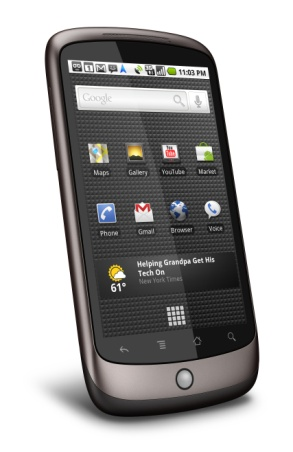 11:03 PM
Google
Maps
Gallery
YouTube
Market
Phone
Gmail
Browser
Voice
Helping Grandpa Get His
Tech On
New York Times
61°